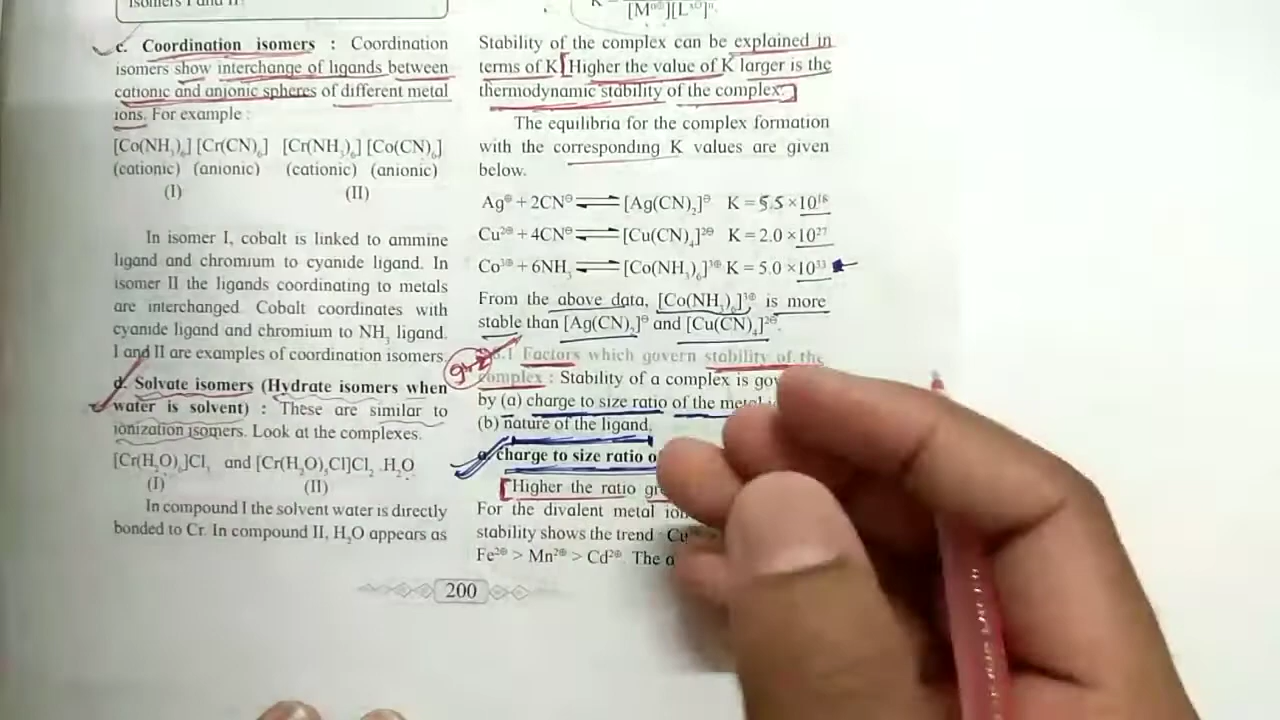 isomers I and II
c. Coordination isomers : Coordination
isomers show interchange of ligands between
cationic and anionic spheres of different metal
ions. For example :
[Co(NH₃)₆] [Cr(CN)₆] [Cr(NH₃)₆] [Co(CN)₆]
(cationic) (anionic) (cationic) (anionic)
(I) (II)
In isomer I, cobalt is linked to ammine
ligand and chromium to cyanide ligand. In
isomer II the ligands coordinating to metals
are interchanged. Cobalt coordinates with
cyanide ligand and chromium to NH₃ ligand.
I and II are examples of coordination isomers.
d. Solvate isomers (Hydrate isomers when
water is solvent) : These are similar to
ionization isomers. Look at the complexes.
[Cr(H₂O)₆]Cl₃ and [Cr(H₂O)₅Cl]Cl₂ .H₂O
(I) (II)
In compound I the solvent water is directly
bonded to Cr. In compound II, H₂O appears as
K =
Stability of the complex can be explained in
terms of K. Higher the value of K larger is the
thermodynamic stability of the complex.
The equilibria for the complex formation
with the corresponding K values are given
below.
Ag⊕ + 2CN⊖ ⇌ [Ag(CN)₂]⊖ K = 5.5 ×10¹⁸
Cu²⊕ + 4CN⊖ ⇌ [Cu(CN)₄]²⊖ K = 2.0 ×10²⁷
Co³⊕ + 6NH₃ ⇌ [Co(NH₃)₆]³⊕ K = 5.0 ×10³³
From the above data, [Co(NH₃)₆]³⊕ is more
stable than [Ag(CN)₂]⊖ and [Cu(CN)₄]²⊖.
.1 Factors which govern stability of the
complex : Stability of a complex is
by (a) charge to size ratio of the
(b) nature of the ligand.
a. charge to size ratio
Higher the ratio
For the divalent metal
stability shows the trend
Fe²⊕ > Mn²⊕ > Cd²⊕. The
200